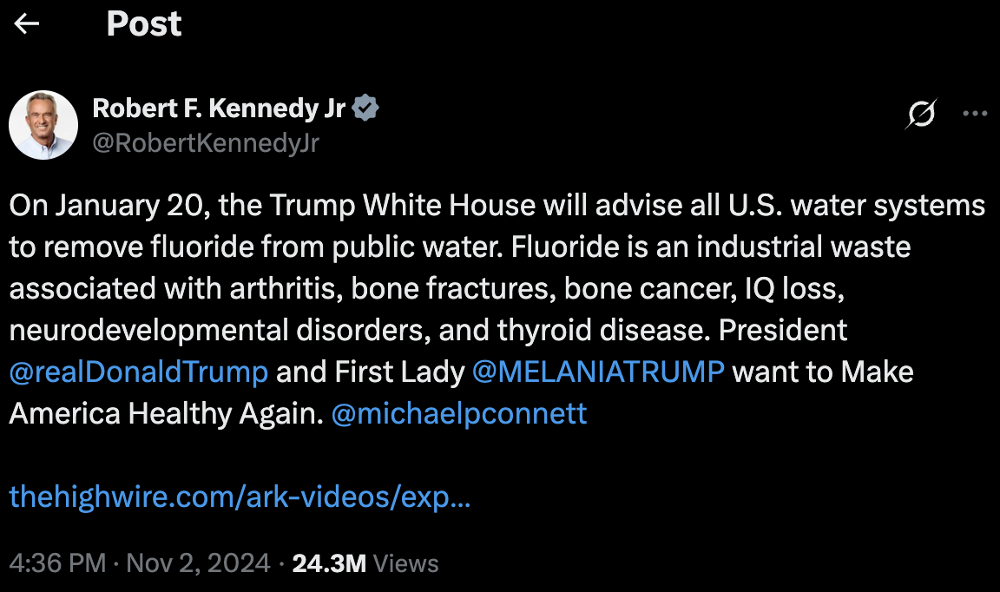 Post
Robert F. Kennedy Jr
@RobertKennedyJr
On January 20, the Trump White House will advise all U.S. water systems
to remove fluoride from public water. Fluoride is an industrial waste
associated with arthritis, bone fractures, bone cancer, IQ loss,
neurodevelopmental disorders, and thyroid disease. President
@realDonaldTrump and First Lady @MELANIATRUMP want to Make
America Healthy Again. @michaelpconnett
thehighwire.com/ark-videos/exp...
4:36 PM · Nov 2, 2024 · 24.3M Views